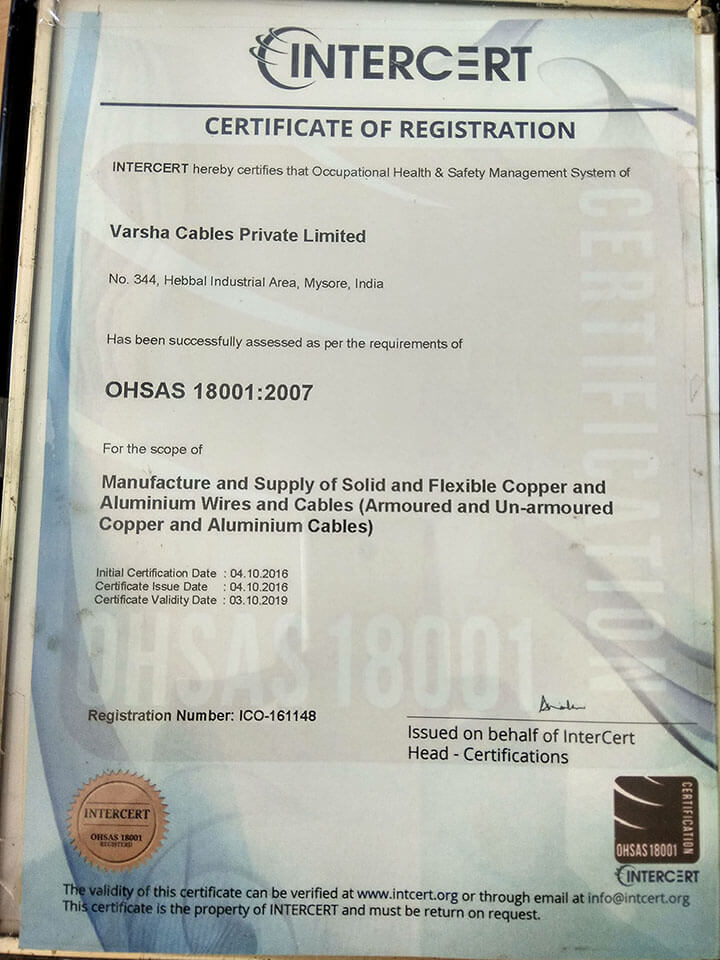 INTERCERT
CERTIFICATE OF REGISTRATION
INTERCERT hereby certifies that Occupational Health & Safety Management System of
Varsha Cables Private Limited
No. 344, Hebbal Industrial Area, Mysore, India
Has been successfully assessed as per the requirements of
OHSAS 18001:2007
For the scope of
Manufacture and Supply of Solid and Flexible Copper and
Aluminium Wires and Cables (Armoured and Un-armoured
Copper and Aluminium Cables)
Initial Certification Date : 04.10.2016
Certificate Issue Date : 04.10.2016
Certificate Validity Date : 03.10.2019
CERTIFICATION
OHSAS 18001
Registration Number: ICO-161148
Issued on behalf of InterCert
Head - Certifications
INTERCERT
OHSAS 18001
REGISTERED
CERTIFICATION
OHSAS 18001
INTERCERT
The validity of this certificate can be verified at www.intcert.org or through email at info@intcert.org
This certificate is the property of INTERCERT and must be return on request.